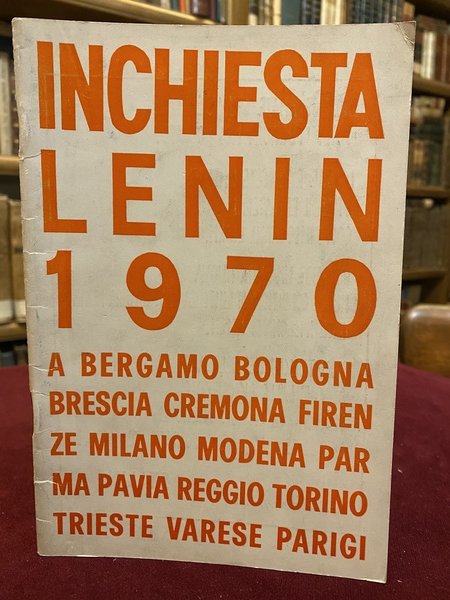 INCHIESTA
LENIN
1970
A BERGAMO BOLOGNA
BRESCIA CREMONA FIREN
ZE MILANO MODENA PAR
MA PAVIA REGGIO TORINO
TRIESTE VARESE PARIGI